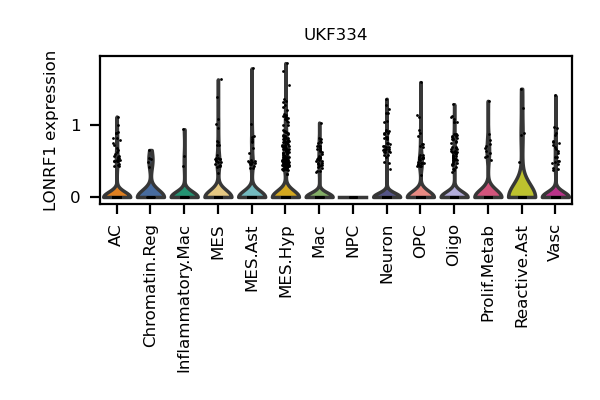 UKF334
LONRF1 expression
1
0
AC
Chromatin.Reg
Inflammatory.Mac
MES
MES.Ast
MES.Hyp
Mac
NPC
Neuron
OPC
Oligo
Prolif.Metab
Reactive.Ast
Vasc